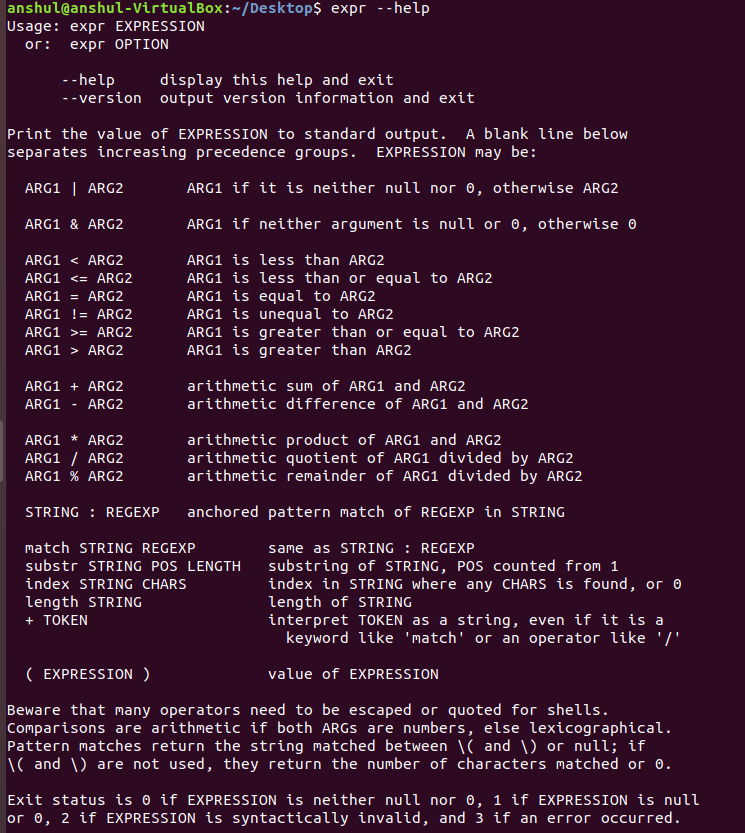 anshul@anshul-VirtualBox:~/Desktop$ expr --help
Usage: expr EXPRESSION
  or:  expr OPTION

      --help     display this help and exit
      --version  output version information and exit

Print the value of EXPRESSION to standard output.  A blank line below
separates increasing precedence groups.  EXPRESSION may be:

  ARG1 | ARG2       ARG1 if it is neither null nor 0, otherwise ARG2

  ARG1 & ARG2       ARG1 if neither argument is null or 0, otherwise 0

  ARG1 < ARG2       ARG1 is less than ARG2
  ARG1 <= ARG2      ARG1 is less than or equal to ARG2
  ARG1 = ARG2       ARG1 is equal to ARG2
  ARG1 != ARG2      ARG1 is unequal to ARG2
  ARG1 >= ARG2      ARG1 is greater than or equal to ARG2
  ARG1 > ARG2       ARG1 is greater than ARG2

  ARG1 + ARG2       arithmetic sum of ARG1 and ARG2
  ARG1 - ARG2       arithmetic difference of ARG1 and ARG2

  ARG1 * ARG2       arithmetic product of ARG1 and ARG2
  ARG1 / ARG2       arithmetic quotient of ARG1 divided by ARG2
  ARG1 % ARG2       arithmetic remainder of ARG1 divided by ARG2

  STRING : REGEXP   anchored pattern match of REGEXP in STRING

  match STRING REGEXP        same as STRING : REGEXP
  substr STRING POS LENGTH   substring of STRING, POS counted from 1
  index STRING CHARS         index in STRING where any CHARS is found, or 0
  length STRING              length of STRING
  + TOKEN                    interpret TOKEN as a string, even if it is a
                               keyword like 'match' or an operator like '/'

  ( EXPRESSION )             value of EXPRESSION

Beware that many operators need to be escaped or quoted for shells.
Comparisons are arithmetic if both ARGs are numbers, else lexicographical.
Pattern matches return the string matched between \( and \) or null; if
\( and \) are not used, they return the number of characters matched or 0.

Exit status is 0 if EXPRESSION is neither null nor 0, 1 if EXPRESSION is null
or 0, 2 if EXPRESSION is syntactically invalid, and 3 if an error occurred.